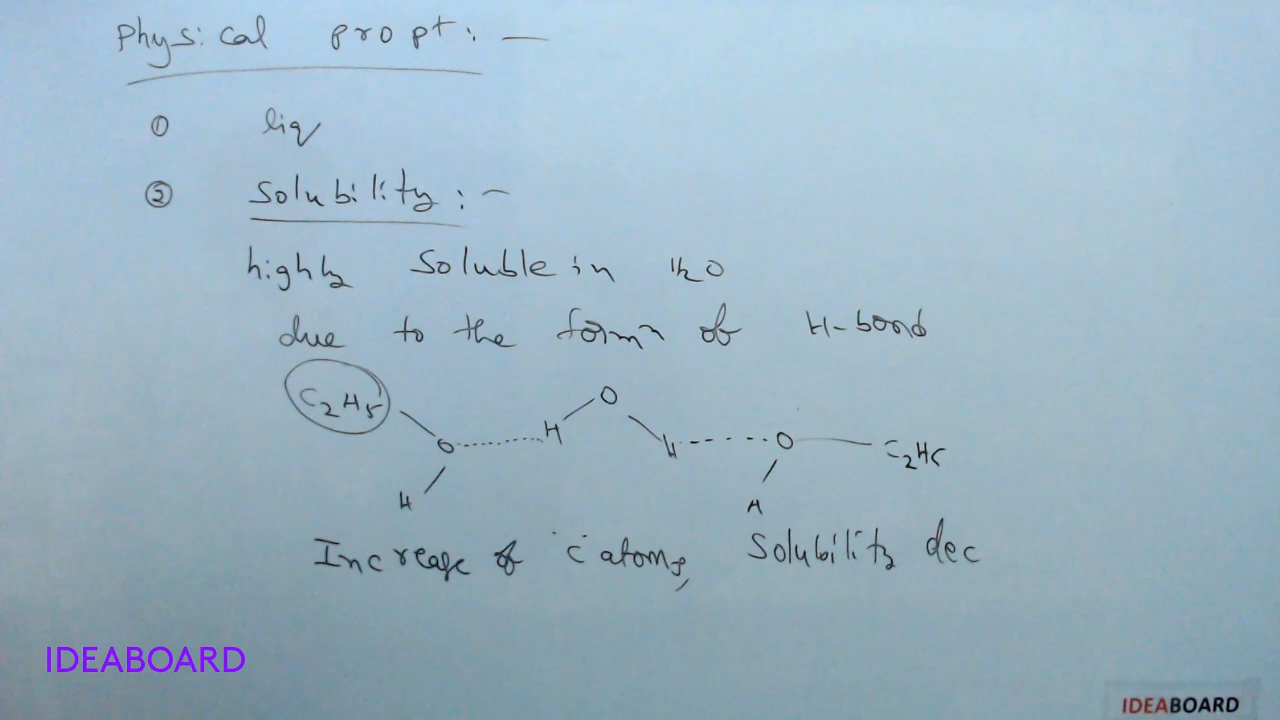 Physical propt: —
① liq
② Solubility : —
highly soluble in H2O
due to the formn of H-bond
C2H5 O H
O H H O C2H5
H H
Increase of 'C' atoms, Solubility dec
IDEABOARD
IDEABOARD